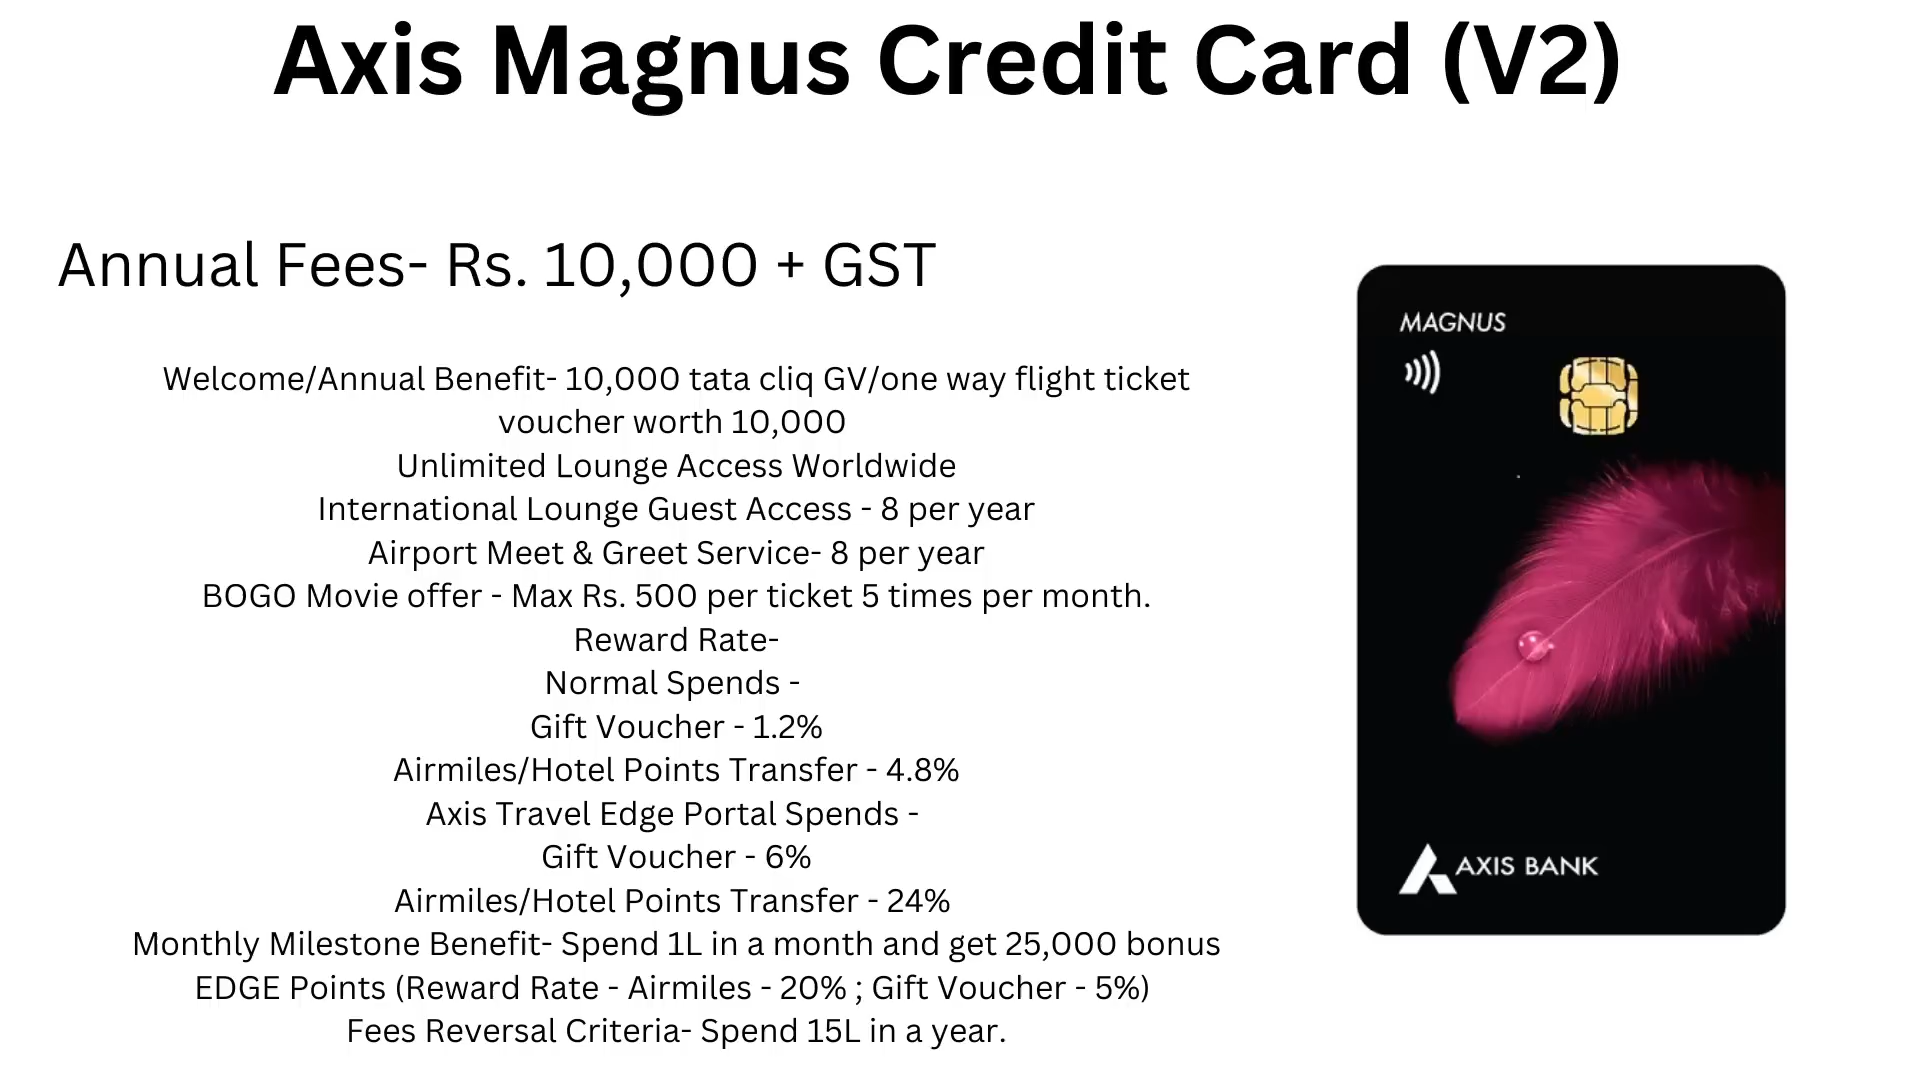 Axis Magnus Credit Card (V2)
Annual Fees- Rs. 10,000 + GST
Welcome/Annual Benefit- 10,000 tata cliq GV/one way flight ticket
voucher worth 10,000
Unlimited Lounge Access Worldwide
International Lounge Guest Access - 8 per year
Airport Meet & Greet Service- 8 per year
BOGO Movie offer - Max Rs. 500 per ticket 5 times per month.
Reward Rate-
Normal Spends -
Gift Voucher - 1.2%
Airmiles/Hotel Points Transfer - 4.8%
Axis Travel Edge Portal Spends -
Gift Voucher - 6%
Airmiles/Hotel Points Transfer - 24%
Monthly Milestone Benefit- Spend 1L in a month and get 25,000 bonus
EDGE Points (Reward Rate - Airmiles - 20% ; Gift Voucher - 5%)
Fees Reversal Criteria- Spend 15L in a year.
MAGNUS
AXIS BANK